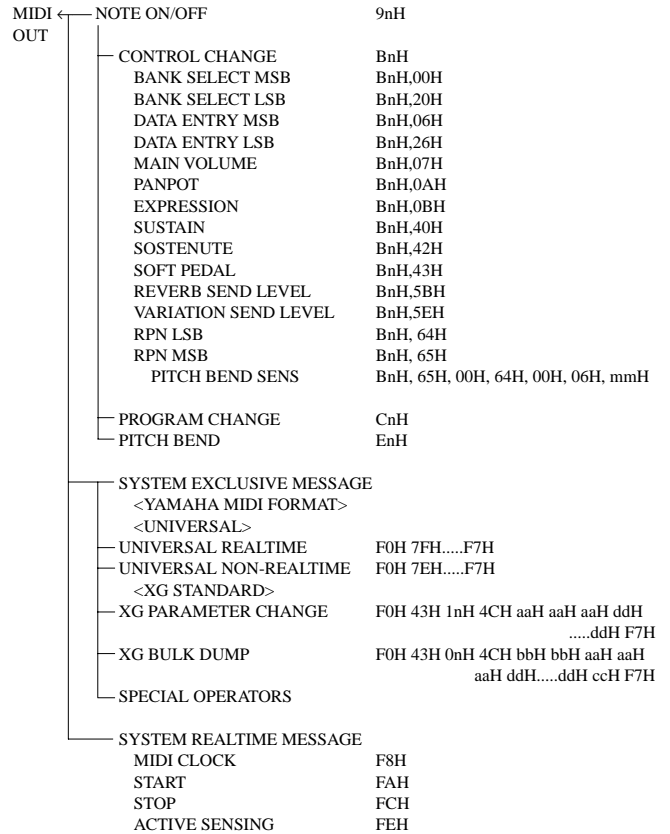 MIDI NOTE ON/OFF 9nH
OUT
CONTROL CHANGE BnH
BANK SELECT MSB BnH,00H
BANK SELECT LSB BnH,20H
DATA ENTRY MSB BnH,06H
DATA ENTRY LSB BnH,26H
MAIN VOLUME BnH,07H
PANPOT BnH,0AH
EXPRESSION BnH,0BH
SUSTAIN BnH,40H
SOSTENUTE BnH,42H
SOFT PEDAL BnH,43H
REVERB SEND LEVEL BnH,5BH
VARIATION SEND LEVEL BnH,5EH
RPN LSB BnH, 64H
RPN MSB BnH, 65H
PITCH BEND SENS BnH, 65H, 00H, 64H, 00H, 06H, mmH
PROGRAM CHANGE CnH
PITCH BEND EnH
SYSTEM EXCLUSIVE MESSAGE
<YAMAHA MIDI FORMAT>
<UNIVERSAL>
UNIVERSAL REALTIME F0H 7FH.....F7H
UNIVERSAL NON-REALTIME F0H 7EH.....F7H
<XG STANDARD>
XG PARAMETER CHANGE F0H 43H 1nH 4CH aaH aaH aaH ddH
.....ddH F7H
XG BULK DUMP F0H 43H 0nH 4CH bbH bbH aaH aaH
aaH ddH.....ddH ccH F7H
SPECIAL OPERATORS
SYSTEM REALTIME MESSAGE
MIDI CLOCK F8H
START FAH
STOP FCH
ACTIVE SENSING FEH